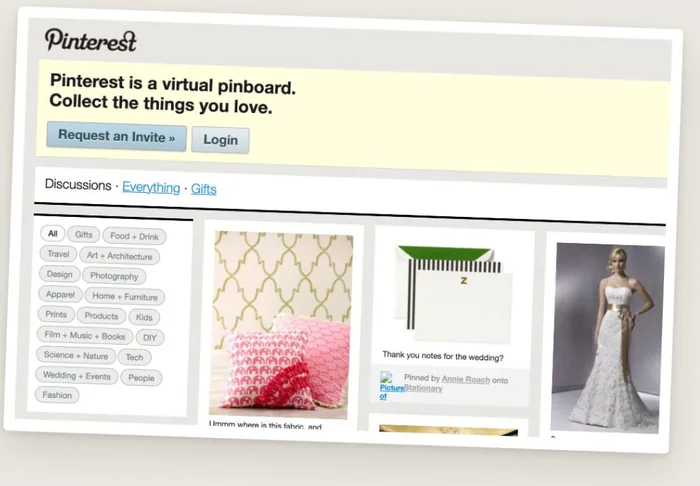 Pinterest
Pinterest is a virtual pinboard.
Collect the things you love.
Request an Invite »
Login
Discussions · Everything · Gifts
All Gifts Food + Drink
Travel Art + Architecture
Design Photography
Apparel Home + Furniture
Prints Products Kids
Film + Music + Books DIY
Science + Nature Tech
Wedding + Events People
Fashion
Ummm where is this fabric, and
Z
Thank you notes for the wedding?
Picture of
Pinned by Annie Roach onto
Stationary